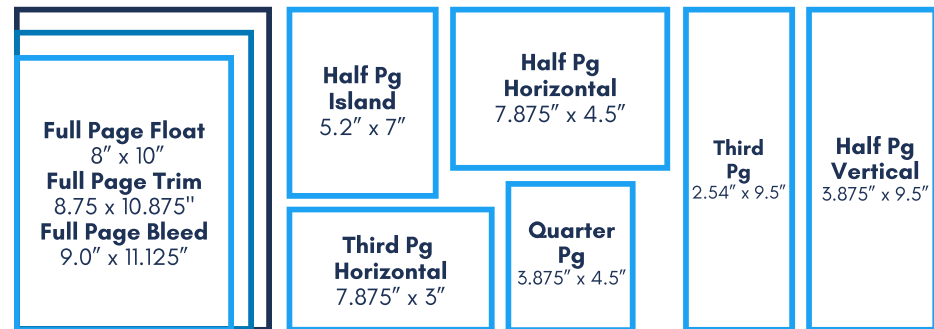 Full Page Float
8” x 10”
Full Page Trim
8.75 x 10.875"
Full Page Bleed
9.0” x 11.125”
Half Pg
Island
5.2” x 7”
Half Pg
Horizontal
7.875” x 4.5”
Third Pg
Horizontal
7.875” x 3”
Quarter
Pg
3.875” x 4.5”
Third
Pg
2.54” x 9.5”
Half Pg
Vertical
3.875” x 9.5”